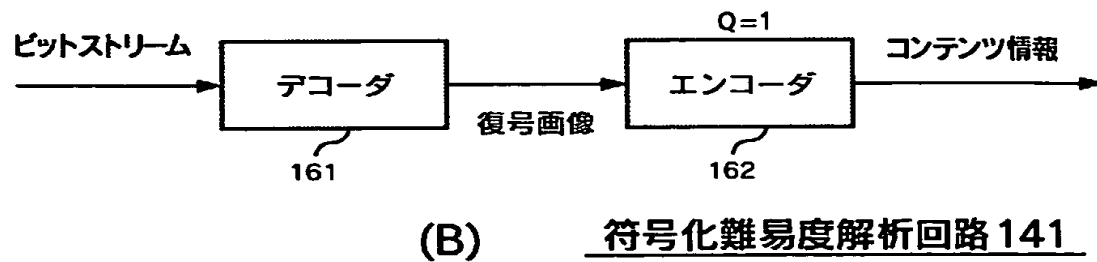 Q=1
ビットストリーム
コンテンツ情報
デコーダ
エンコーダ
復号画像
161
162
(B)
符号化難易度解析回路141